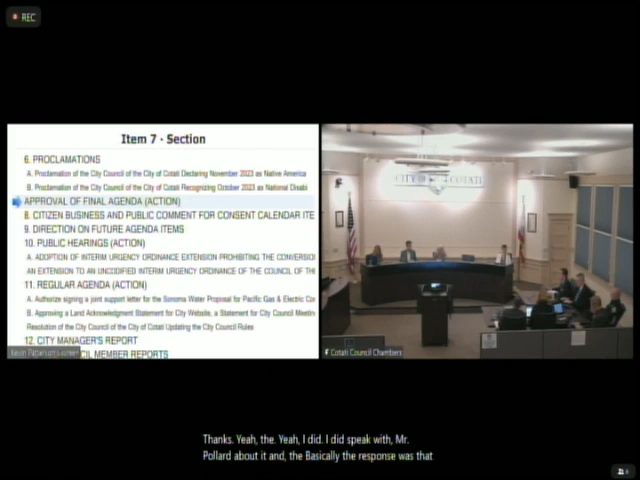 REC
Item 7 - Section
6. PROCLAMATIONS
A. Proclamation of the City Council of the City of Cotati Declaring November 2023 as Native America
B. Proclamation of the City Council of the City of Cotati Recognizing October 2023 as National Disabi
APPROVAL OF FINAL AGENDA (ACTION)
8. CITIZEN BUSINESS AND PUBLIC COMMENT FOR CONSENT CALENDAR ITE
9. DIRECTION ON FUTURE AGENDA ITEMS
10. PUBLIC HEARINGS (ACTION)
A. ADOPTION OF INTERIM URGENCY ORDINANCE EXTENSION PROHIBITING THE CONVERSION
AN EXTENSION TO AN UNCODIFIED INTERIM URGENCY ORDINANCE OF THE COUNCIL OF TH
11. REGULAR AGENDA (ACTION)
A. Authorize signing a joint support letter for the Sonoma Water Proposal for Pacific Gas & Electric Co
B. Approving a Land Acknowledgment Statement for City Website, a Statement for City Council Meetin
Resolution of the City Council of the City of Cotati Updating the City Council Rules
12. CITY MANAGER'S REPORT
CIL MEMBER REPORTS
CITY OF COTATI
Cotati Council Chambers
Thanks. Yeah, the. Yeah, I did. I did speak with, Mr.
Pollard about it and, the Basically the response was that